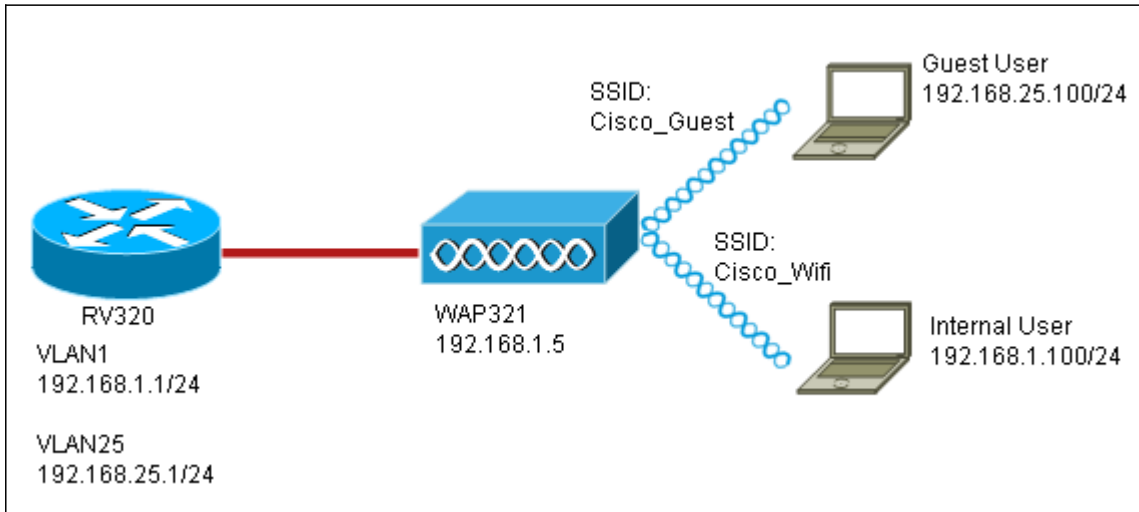 SSID:
Cisco_Guest
Guest User
192.168.25.100/24
SSID:
Cisco_Wifi
RV320
VLAN1
192.168.1.1/24
VLAN25
192.168.25.1/24
WAP321
192.168.1.5
Internal User
192.168.1.100/24